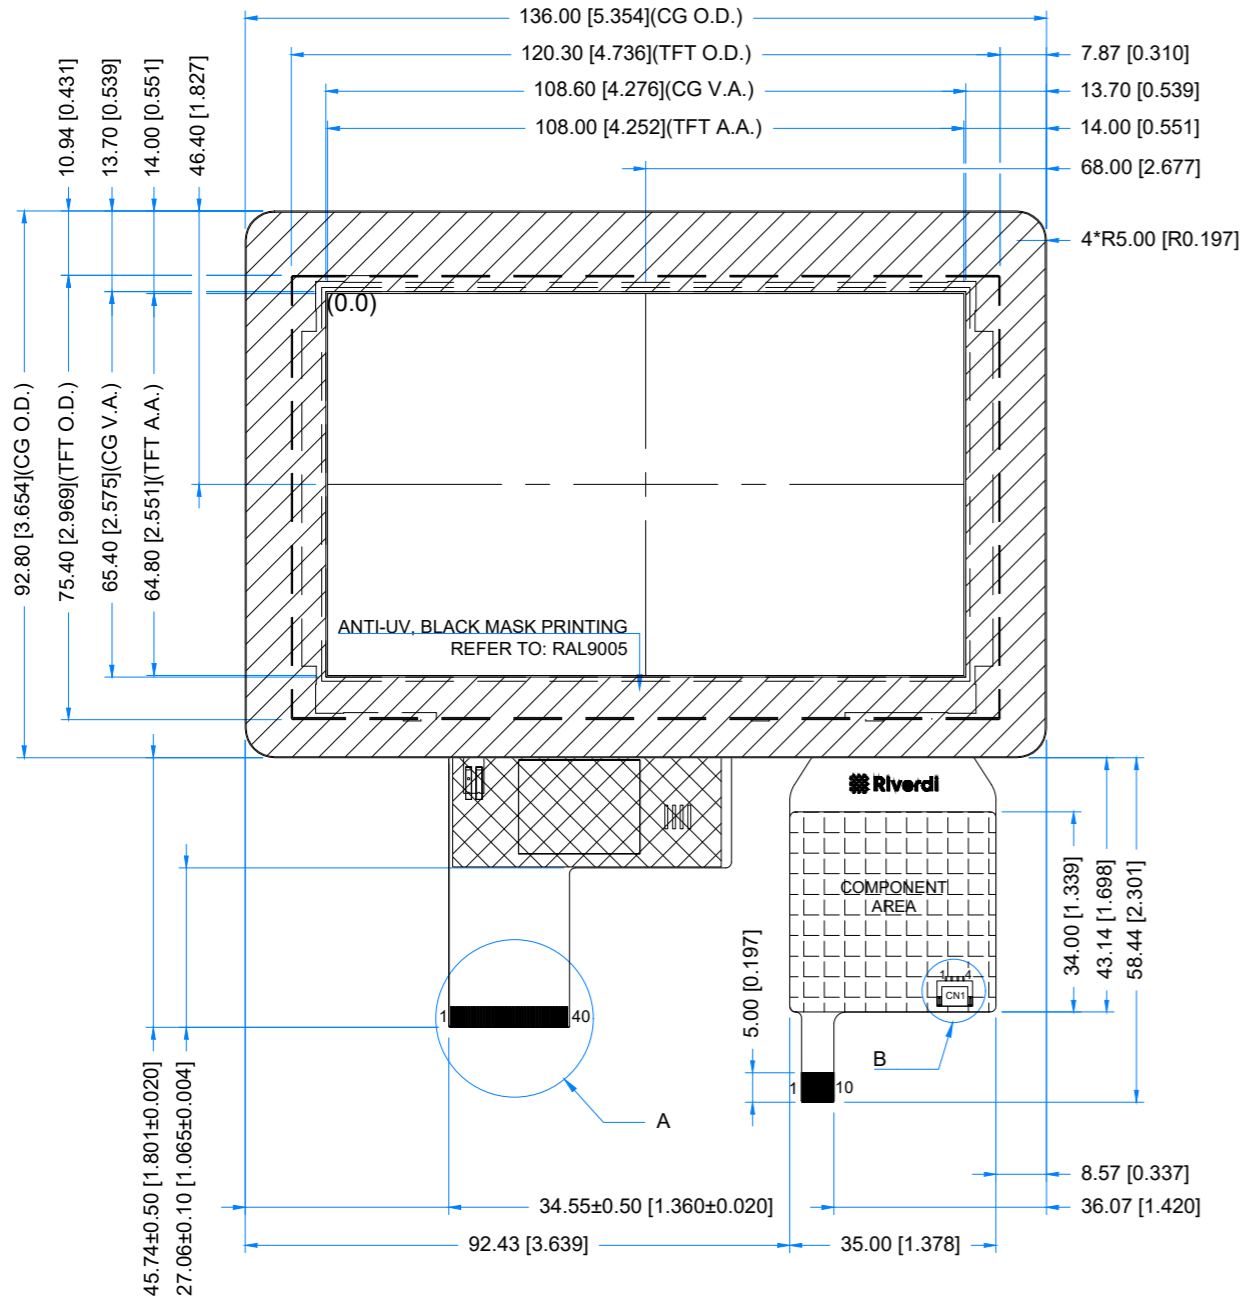 136.00 [5.354](CG O.D.)
120.30 [4.736](TFT O.D.)
7.87 [0.310]
108.60 [4.276](CG V.A.)
13.70 [0.539]
108.00 [4.252](TFT A.A.)
14.00 [0.551]
68.00 [2.677]
10.94 [0.431]
13.70 [0.539]
14.00 [0.551]
46.40 [1.827]
4*R5.00 [R0.197]
(0.0)
92.80 [3.654](CG O.D.)
75.40 [2.969](TFT O.D.)
65.40 [2.575](CG V.A.)
64.80 [2.551](TFT A.A.)
ANTI-UV, BLACK MASK PRINTING
REFER TO: RAL9005
Riverdi
COMPONENT
AREA
34.00 [1.339]
43.14 [1.698]
58.44 [2.301]
5.00 [0.197]
1 4
CN1
1 40
B
1 10
A
45.74±0.50 [1.801±0.020]
27.06±0.10 [1.065±0.004]
8.57 [0.337]
34.55±0.50 [1.360±0.020]
36.07 [1.420]
92.43 [3.639]
35.00 [1.378]